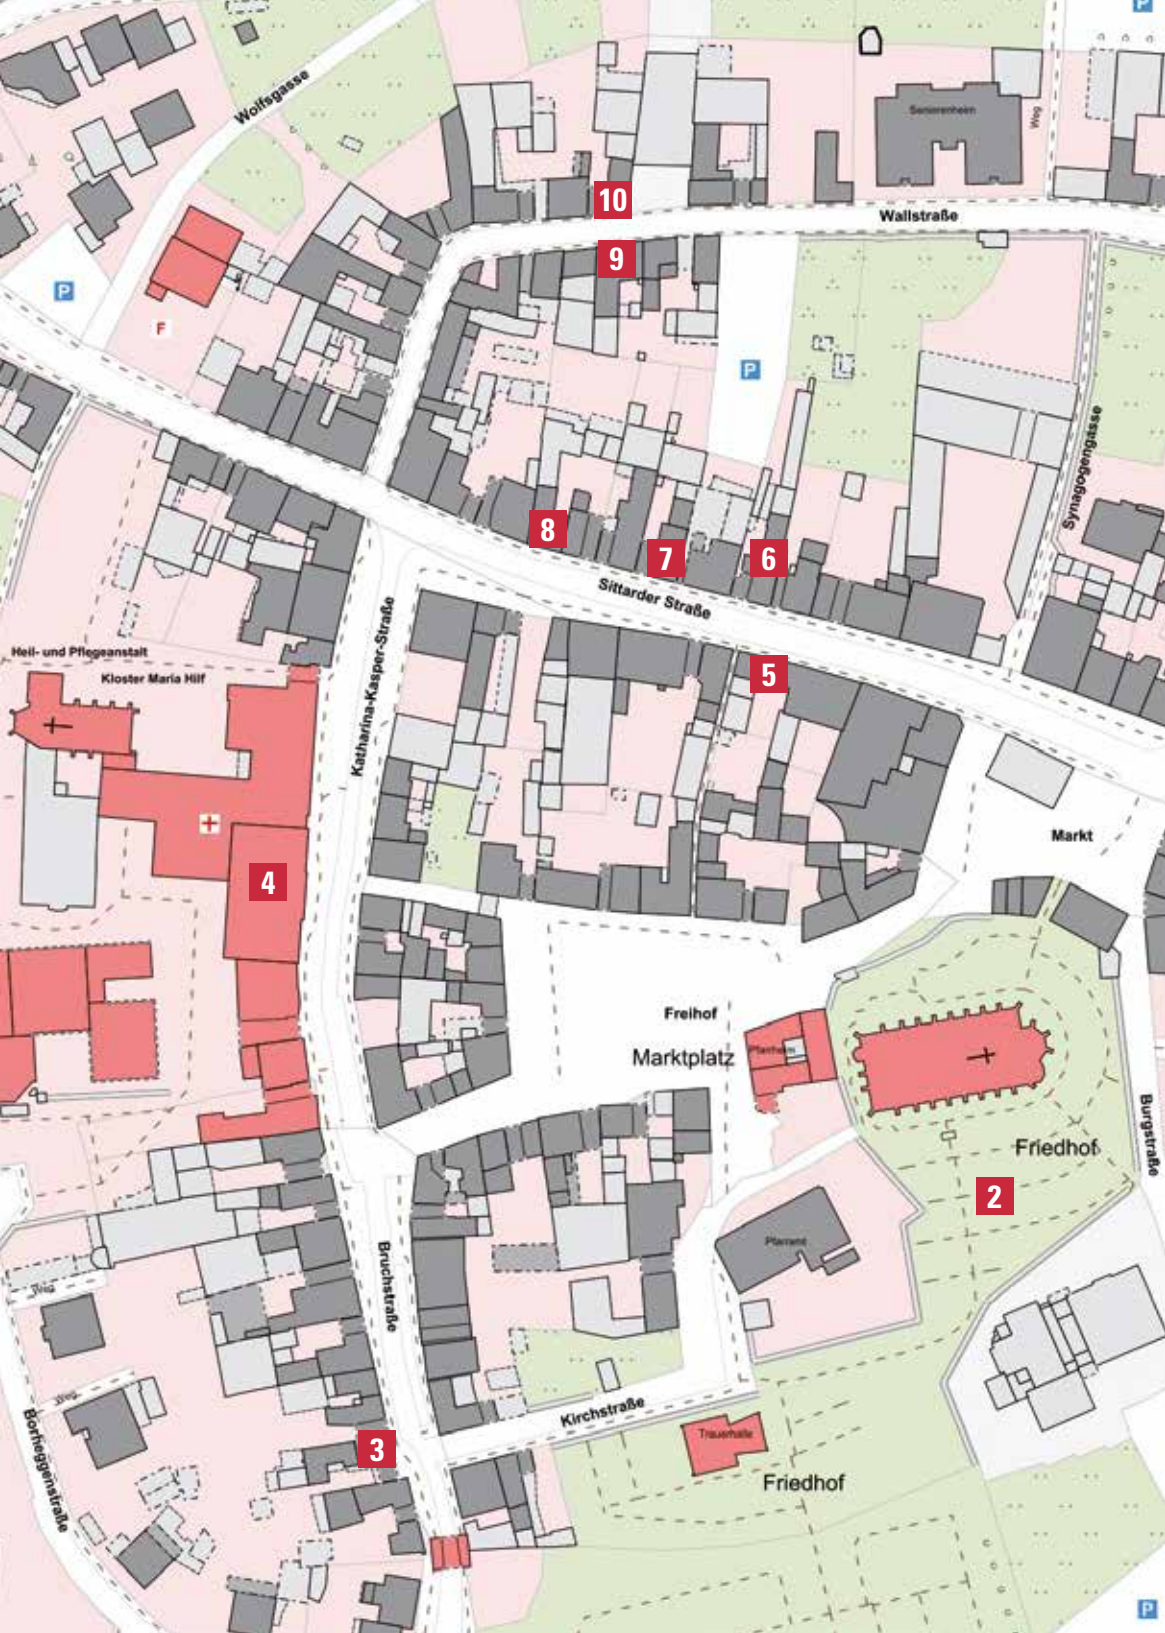 P
Wolfsgasse
Seniorenheim
Weg
10
Wallstraße
9
P
F
P
Synagogengasse
8
7
6
Sittarder Straße
Katharina-Kasper-Straße
Heil- und Pflegeanstalt
Kloster Maria Hilf
5
Markt
4
Freihof
Marktplatz
Pfarrheim
Burgstraße
Friedhof
2
Pfarramt
Bruchstraße
Weg
Weg
Kirchstraße
Borheggenstraße
3
Trauerhalle
Friedhof
P